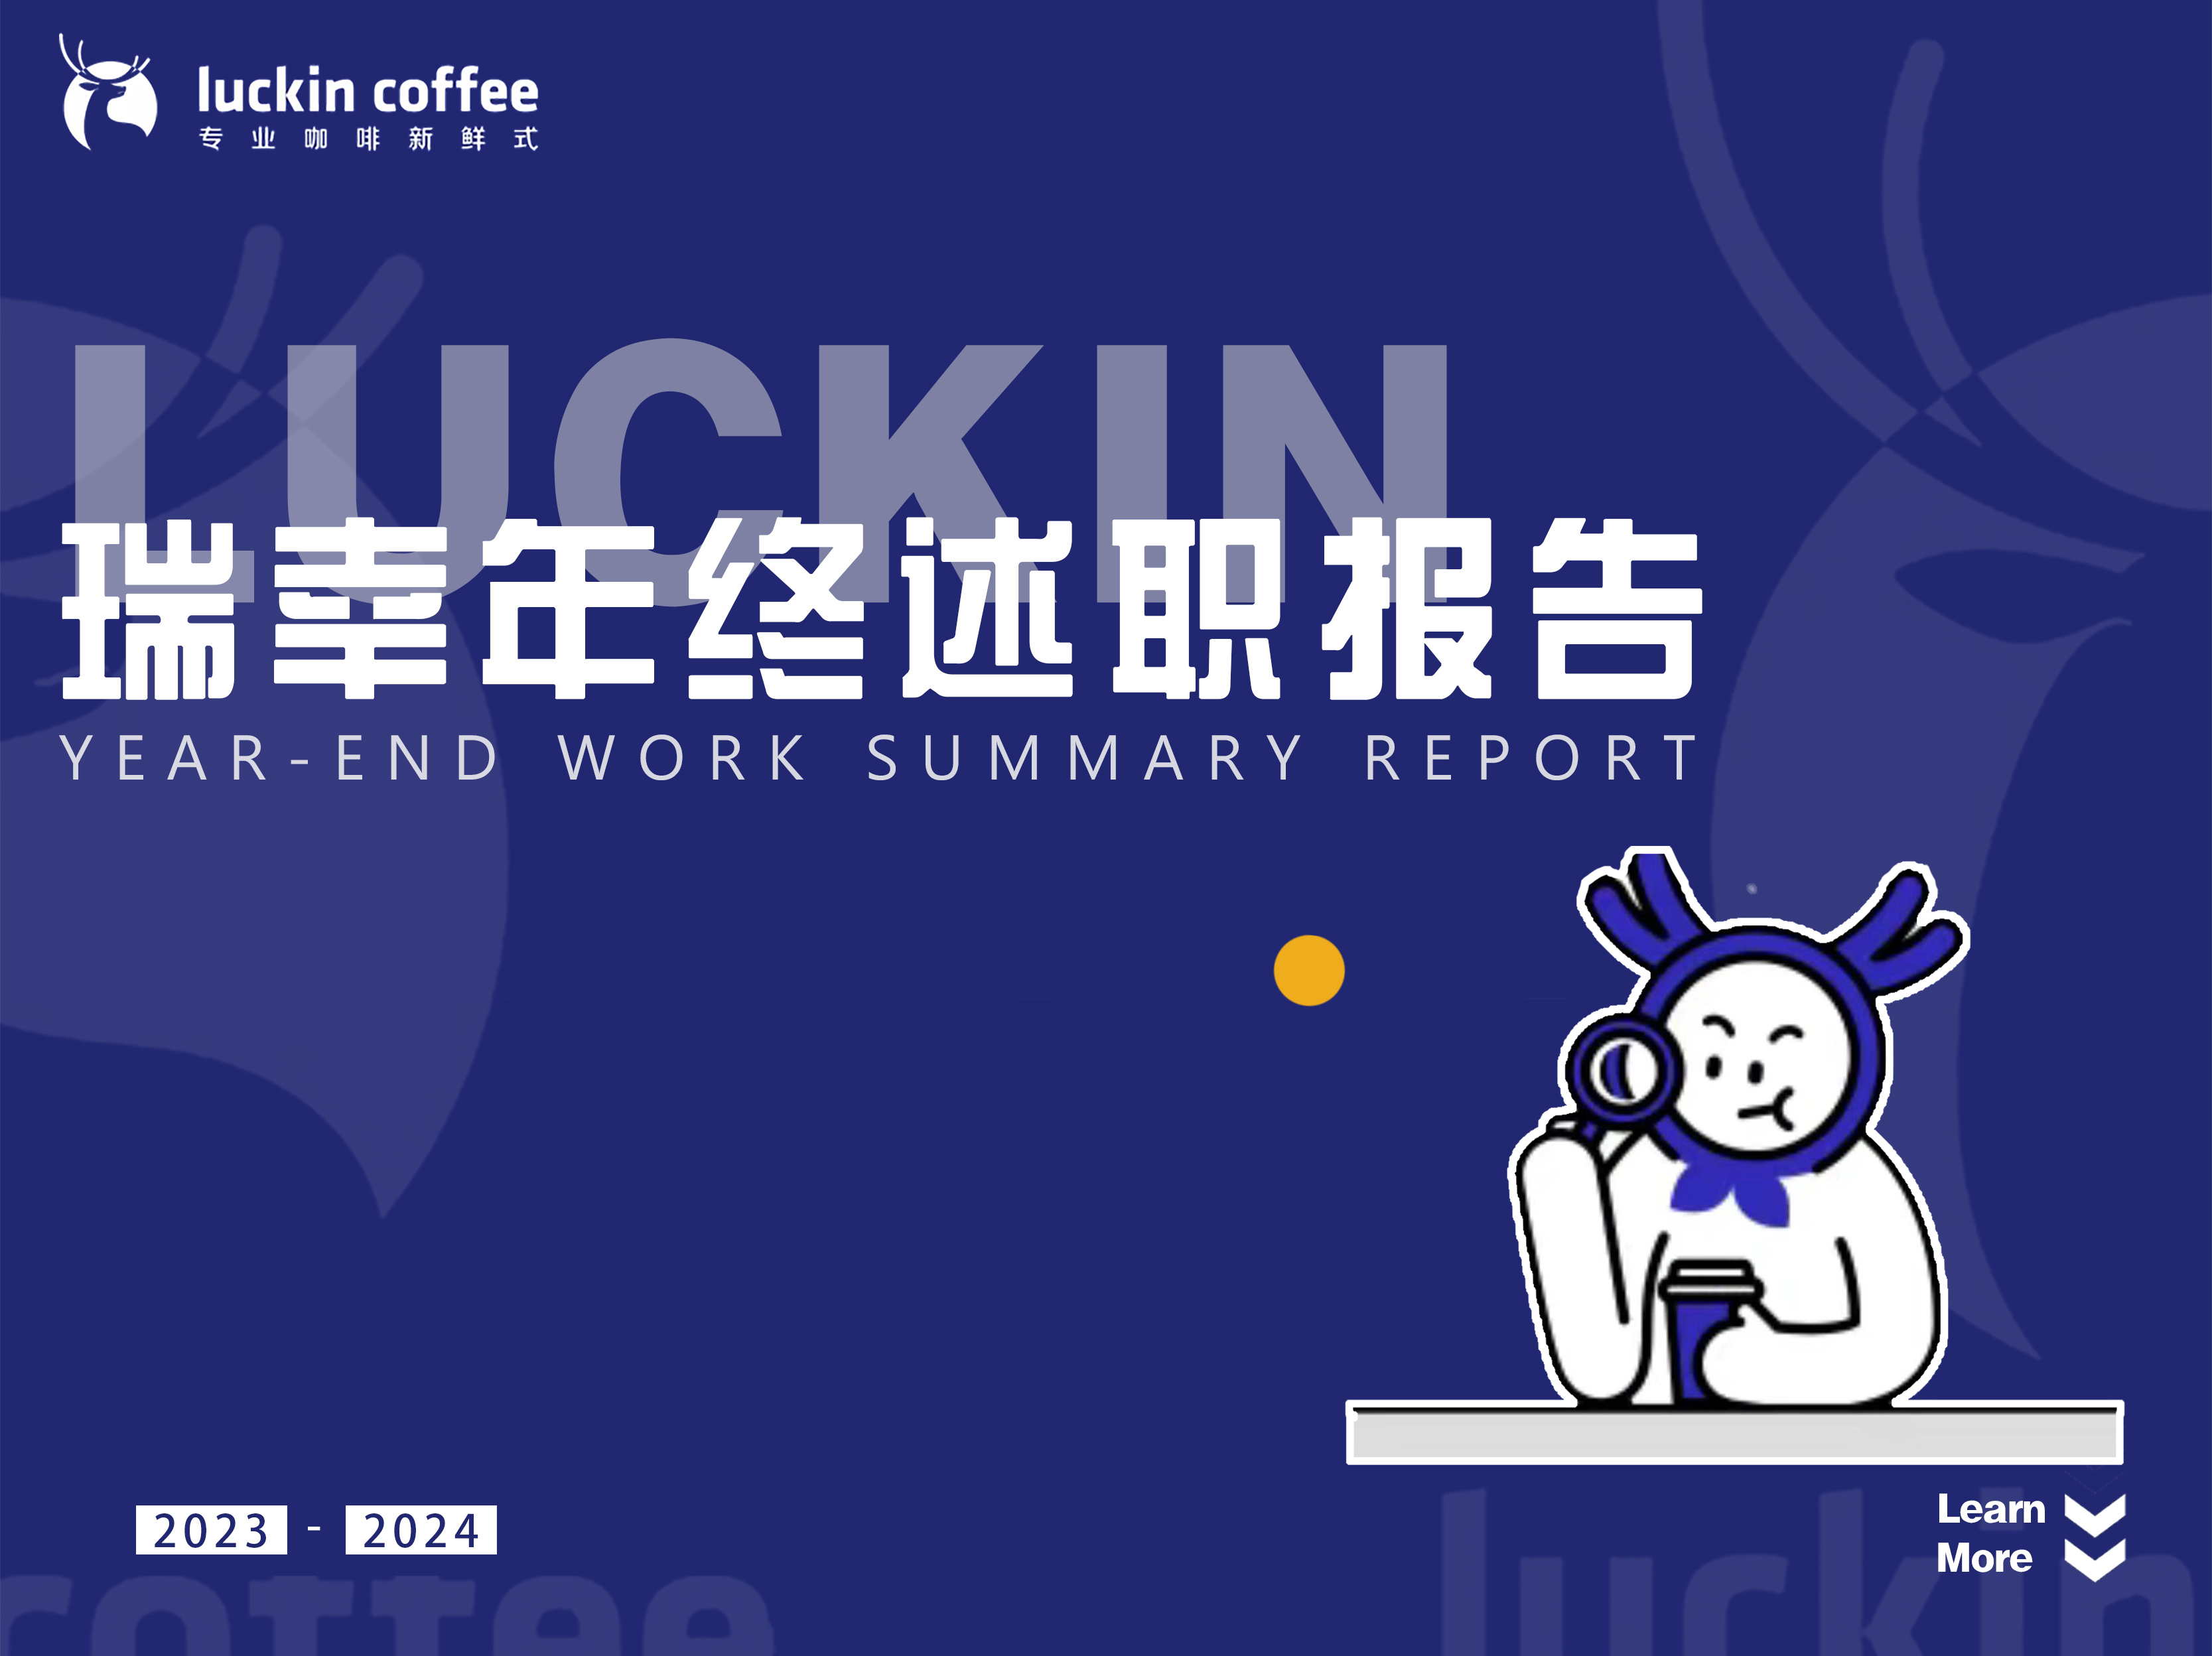 luckin coffee
专业咖啡新鲜式
LUCKIN
瑞幸年终述职报告
YEAR-END WORK SUMMARY REPORT
2023 - 2024
Learn
More
coffee
luckin